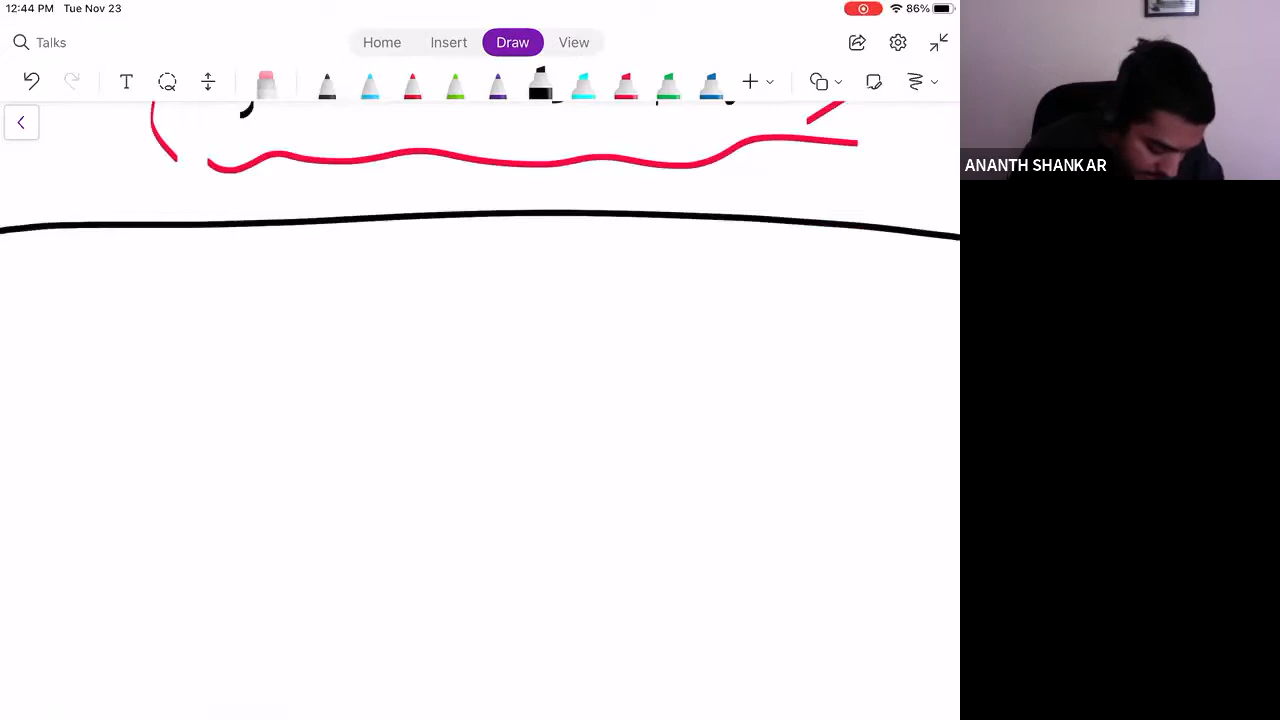 12:44 PM Tue Nov 23
86%
Talks
Home Insert Draw View
T
ANANTH SHANKAR